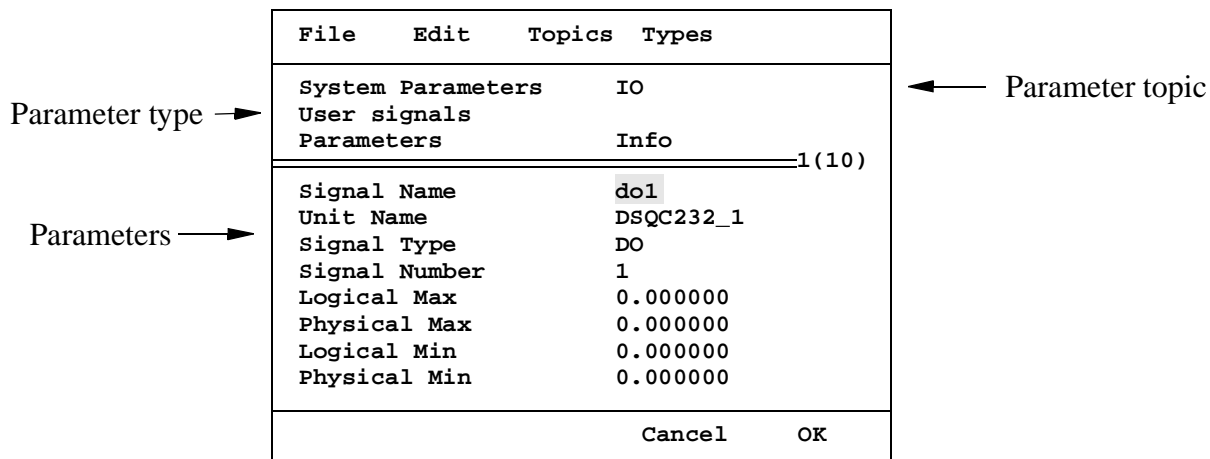 File Edit Topics Types
System Parameters IO
Parameter topic
Parameter type
User signals
Parameters Info
1(10)
Signal Name do1
Unit Name DSQC232_1
Parameters
Signal Type DO
Signal Number 1
Logical Max 0.000000
Physical Max 0.000000
Logical Min 0.000000
Physical Min 0.000000
Cancel OK